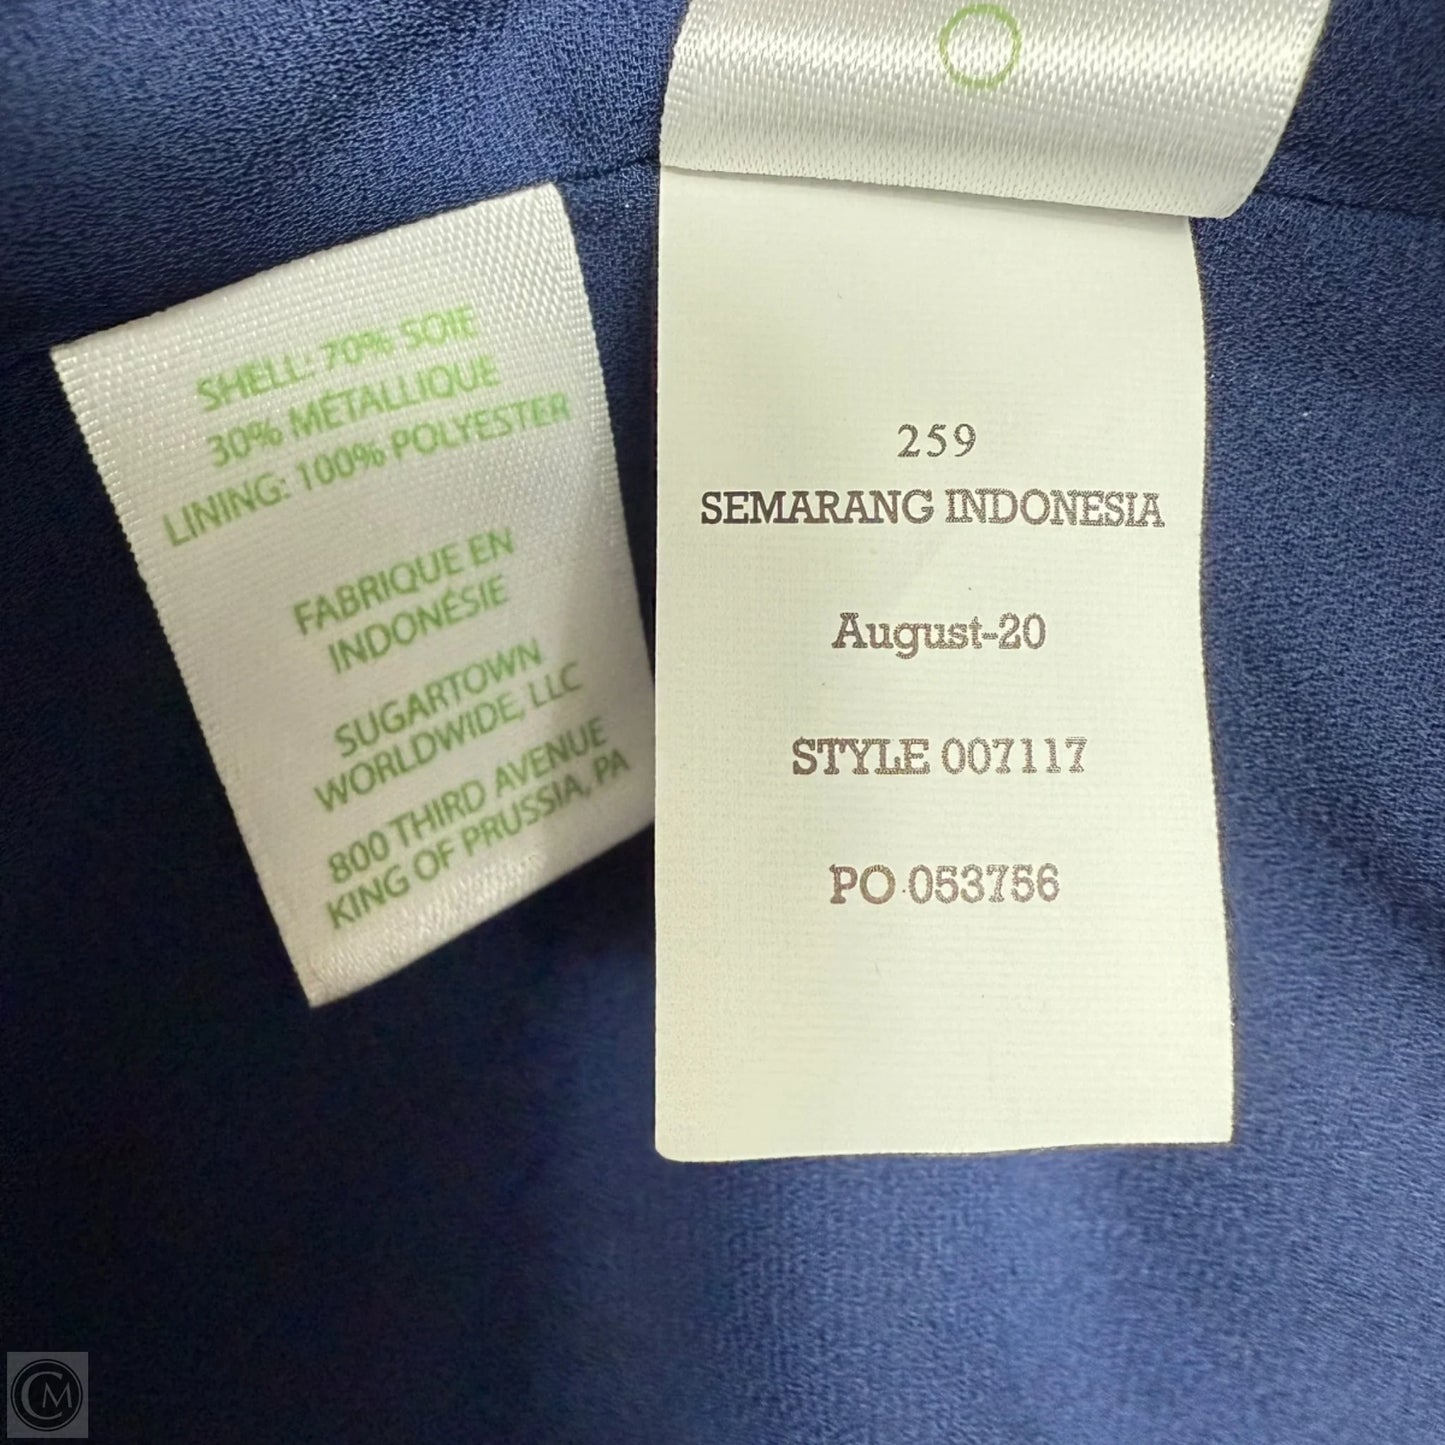 SHELL: 70% SOIE
30% MÉTALLIQUE
LINING: 100% POLYESTER
FABRIQUE EN
INDONÉSIE
SUGARTOWN
WORLDWIDE, LLC
800 THIRD AVENUE
KING OF PRUSSIA, PA
259
SEMARANG INDONESIA
August-20
STYLE 007117
PO 053756
CM